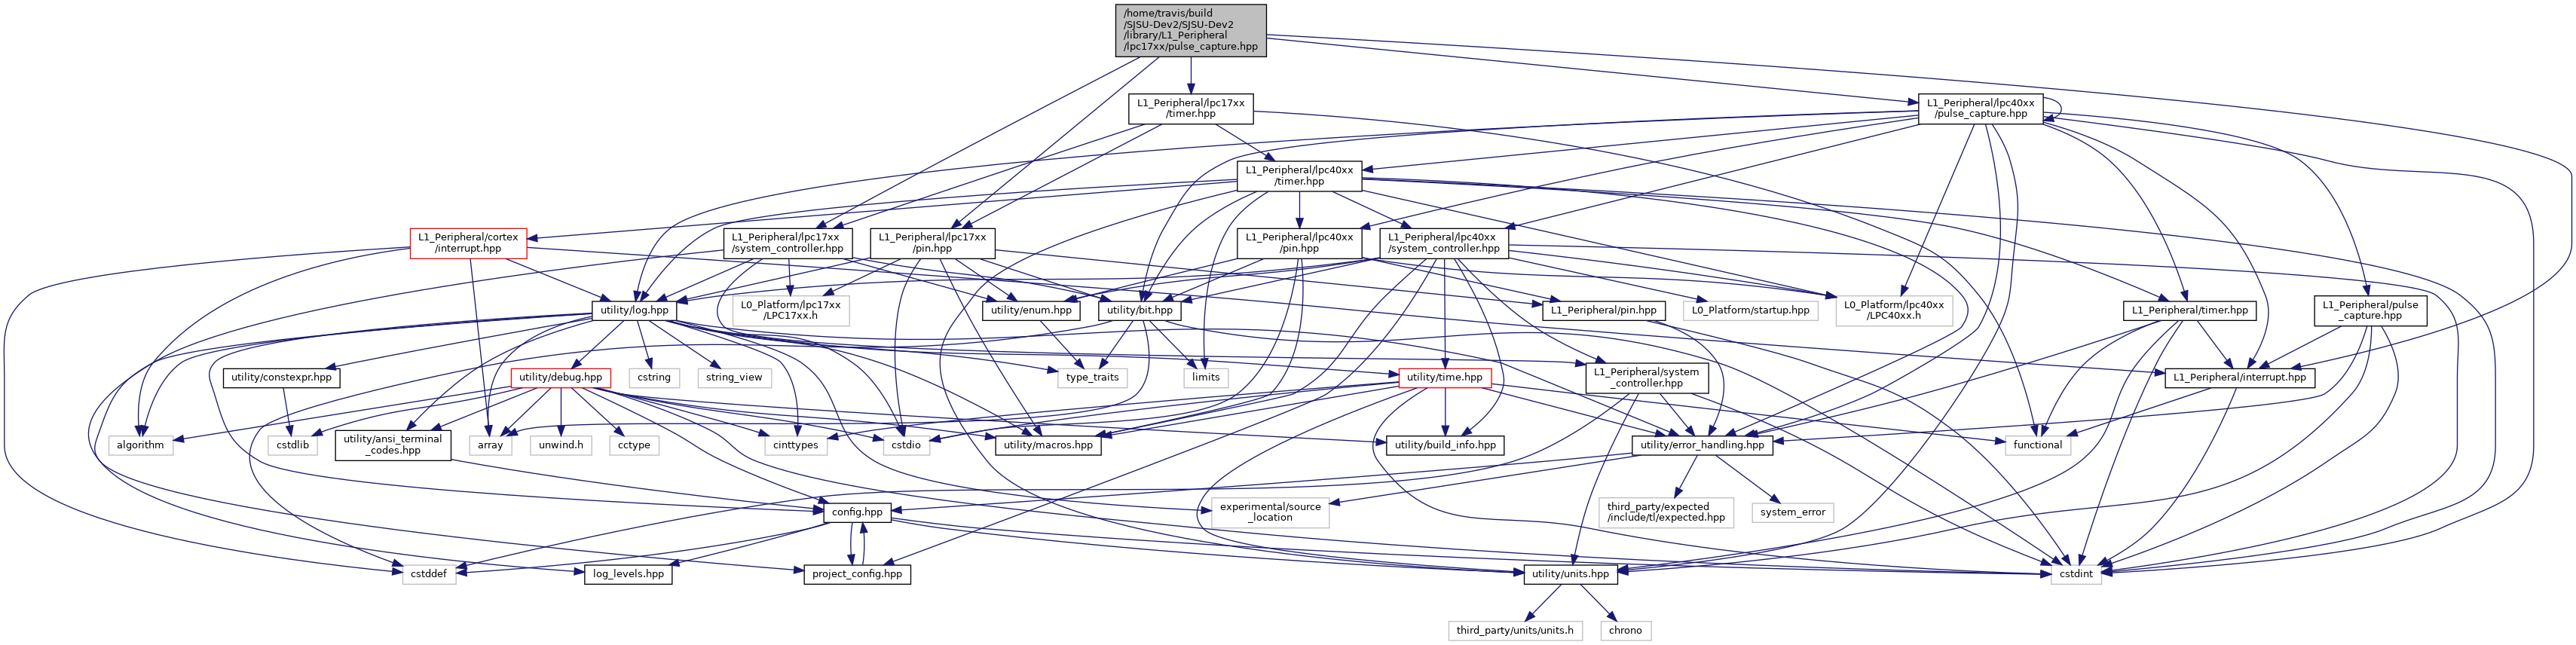 /home/travis/build
/SJSU-Dev2/SJSU-Dev2
/library/L1_Peripheral
/lpc17xx/pulse_capture.hpp
L1_Peripheral/lpc17xx
/timer.hpp
L1_Peripheral/lpc40xx
/pulse_capture.hpp
L1_Peripheral/lpc40xx
/timer.hpp
L1_Peripheral/cortex
/interrupt.hpp
L1_Peripheral/lpc17xx
/system_controller.hpp
L1_Peripheral/lpc17xx
/pin.hpp
L1_Peripheral/lpc40xx
/pin.hpp
L1_Peripheral/lpc40xx
/system_controller.hpp
utility/log.hpp
L0_Platform/lpc17xx
/LPC17xx.h
utility/enum.hpp
utility/bit.hpp
L1_Peripheral/pin.hpp
L0_Platform/startup.hpp
L0_Platform/lpc40xx
/LPC40xx.h
L1_Peripheral/timer.hpp
L1_Peripheral/pulse
_capture.hpp
utility/constexpr.hpp
utility/debug.hpp
cstring
string_view
type_traits
limits
utility/time.hpp
L1_Peripheral/system
_controller.hpp
L1_Peripheral/interrupt.hpp
algorithm
cstdlib
utility/ansi_terminal
_codes.hpp
array
unwind.h
cctype
cinttypes
cstdio
utility/macros.hpp
utility/build_info.hpp
utility/error_handling.hpp
functional
config.hpp
experimental/source
_location
third_party/expected
/include/tl/expected.hpp
system_error
cstddef
log_levels.hpp
project_config.hpp
utility/units.hpp
cstdint
third_party/units/units.h
chrono